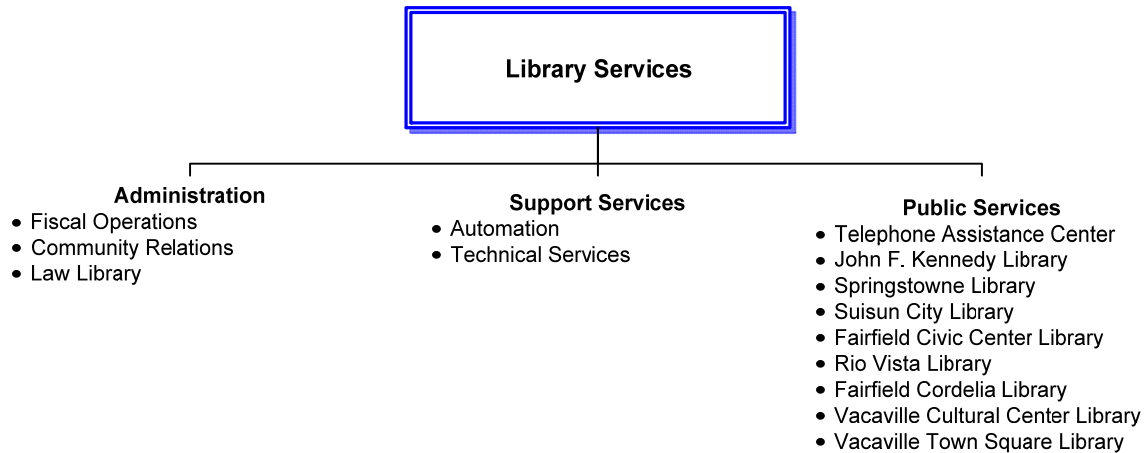 Library Services
Administration
• Fiscal Operations
• Community Relations
• Law Library
Support Services
• Automation
• Technical Services
Public Services
• Telephone Assistance Center
• John F. Kennedy Library
• Springstowne Library
• Suisun City Library
• Fairfield Civic Center Library
• Rio Vista Library
• Fairfield Cordelia Library
• Vacaville Cultural Center Library
• Vacaville Town Square Library